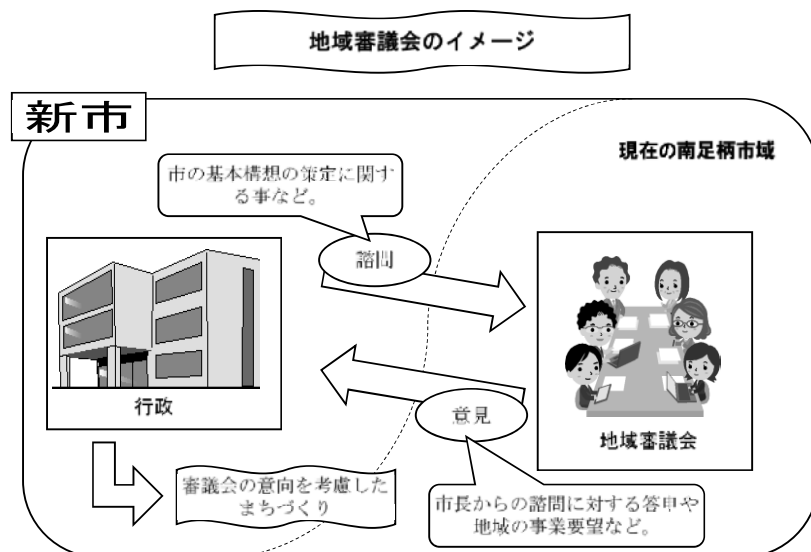 地域審議会のイメージ
新市
現在の南足柄市域
市の基本構想の策定に関す
る事など。
諮問
行政
意見
地域審議会
審議会の意向を考慮した
まちづくり
市長からの諮問に対する答申や
地域の事業要望など。